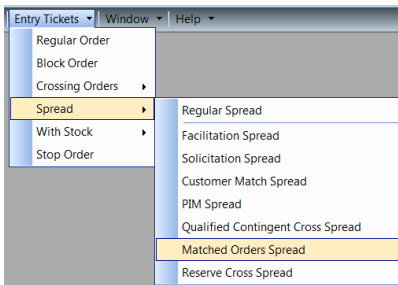 Entry Tickets Window Help
Regular Order
Block Order
Crossing Orders
Spread
With Stock
Stop Order
Regular Spread
Facilitation Spread
Solicitation Spread
Customer Match Spread
PIM Spread
Qualified Contingent Cross Spread
Matched Orders Spread
Reserve Cross Spread